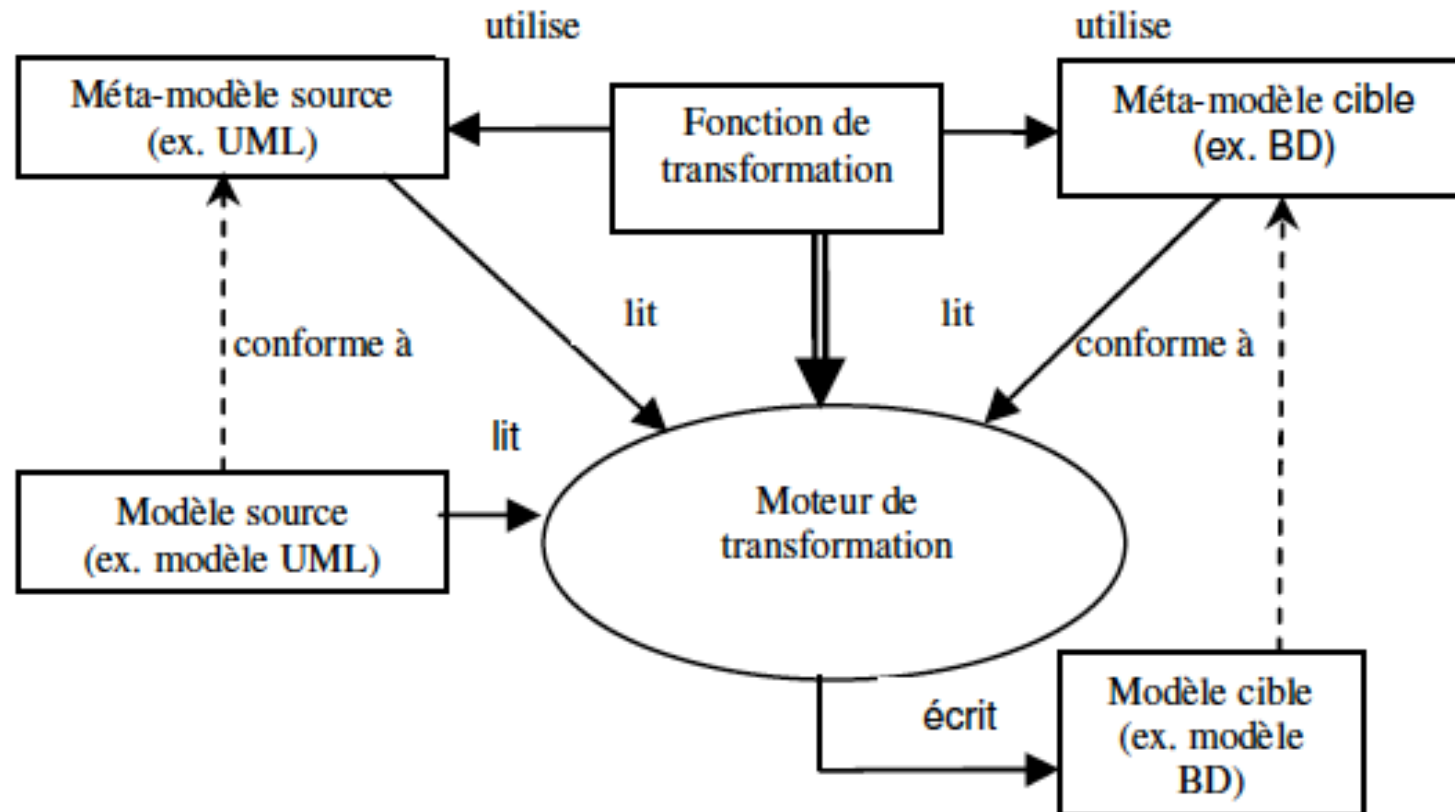 utilise
utilise
Méta-modèle source
(ex. UML)
Fonction de
transformation
Méta-modèle cible
(ex. BD)
lit
lit
conforme à
conforme à
lit
Modèle source
(ex. modèle UML)
Moteur de
transformation
écrit
Modèle cible
(ex. modèle
BD)